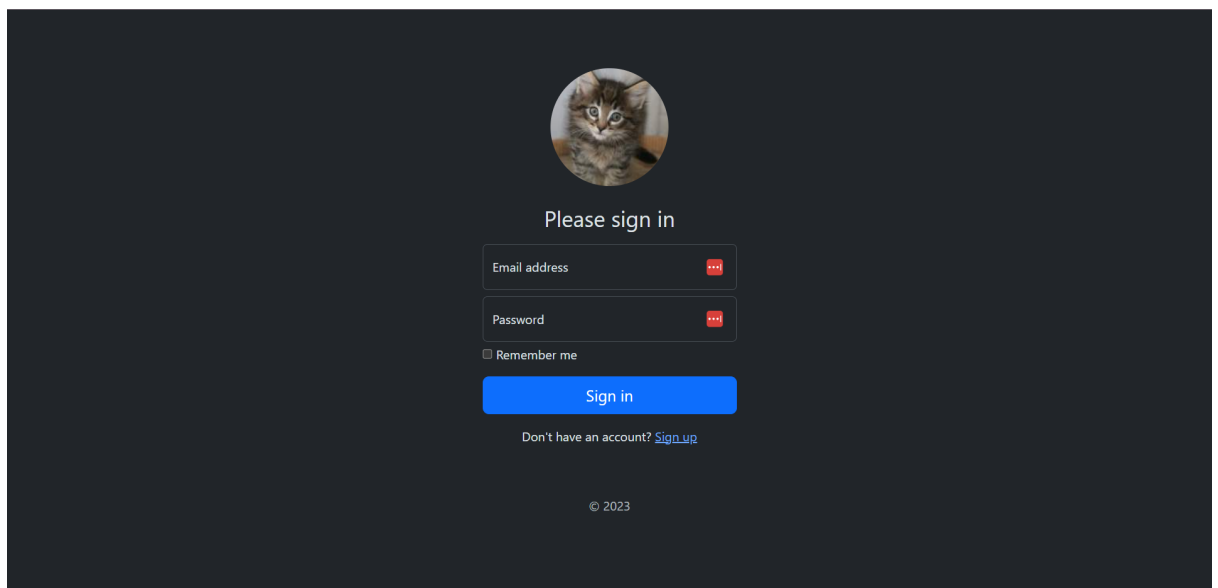 Please sign in
Email address
Password
Remember me
Sign in
Don't have an account? Sign up
© 2023